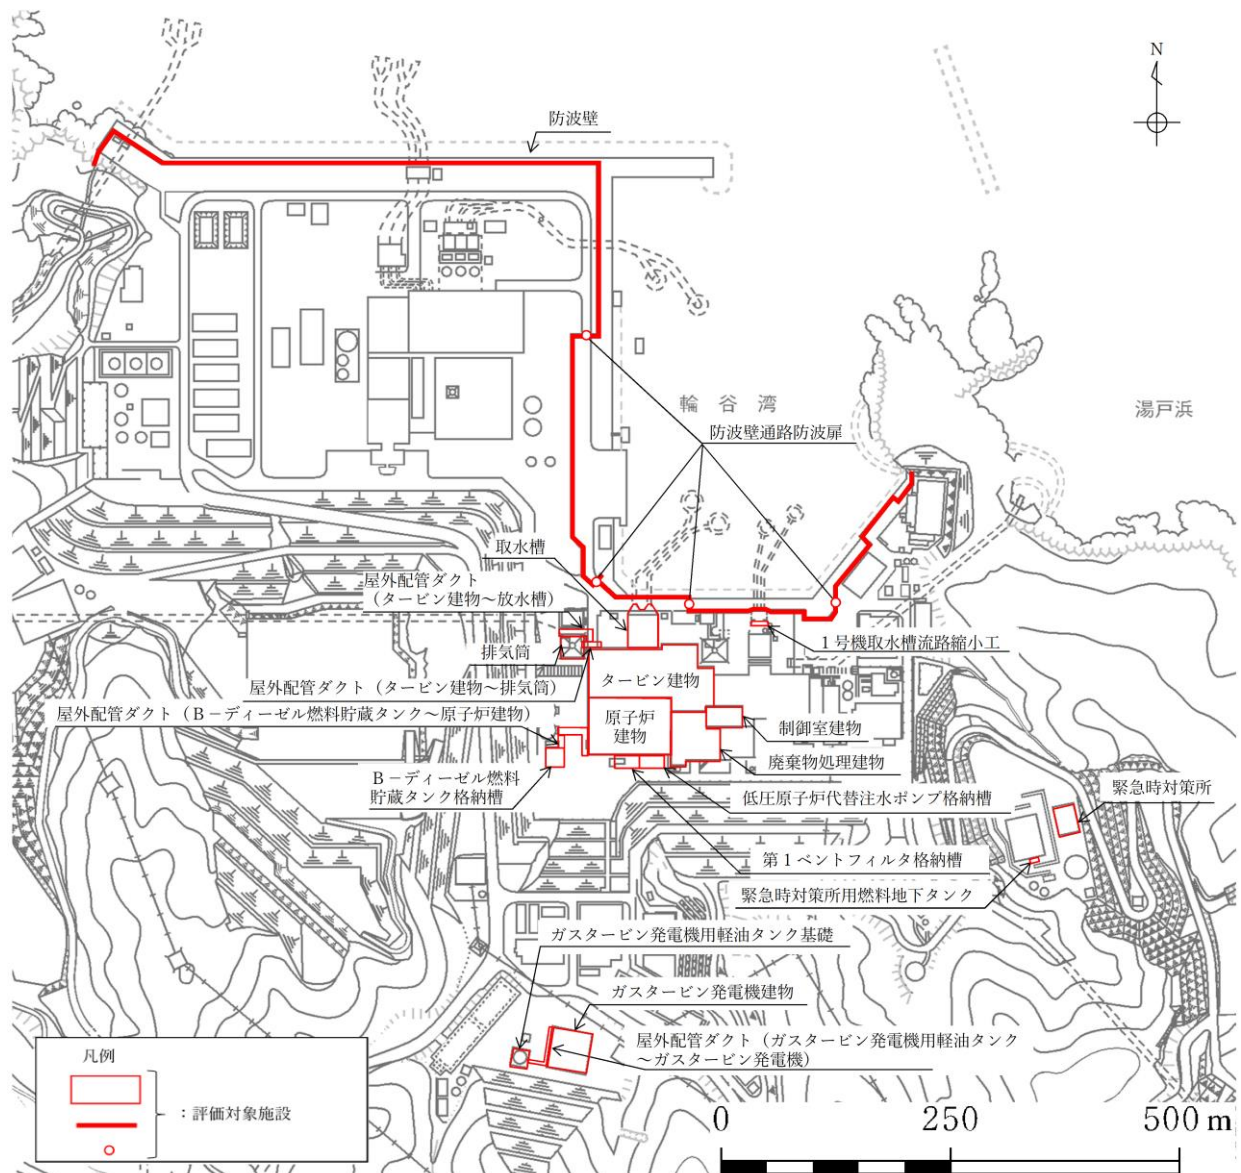 N
防波壁
輪谷湾
湯戸浜
防波壁通路防波扉
取水槽
屋外配管ダクト
（タービン建物～放水槽）
排気筒
1号機取水槽流路縮小工
屋外配管ダクト（タービン建物～排気筒）
タービン建物
屋外配管ダクト（B－ディーゼル燃料貯蔵タンク～原子炉建物）
原子炉
建物
制御室建物
廃棄物処理建物
B－ディーゼル燃料
貯蔵タンク格納槽
低圧原子炉代替注水ポンプ格納槽
緊急時対策所
第1ベントフィルタ格納槽
緊急時対策所用燃料地下タンク
ガスタービン発電機用軽油タンク基礎
ガスタービン発電機建物
屋外配管ダクト（ガスタービン発電機用軽油タンク
～ガスタービン発電機）
凡例
：評価対象施設
0 250 500 m